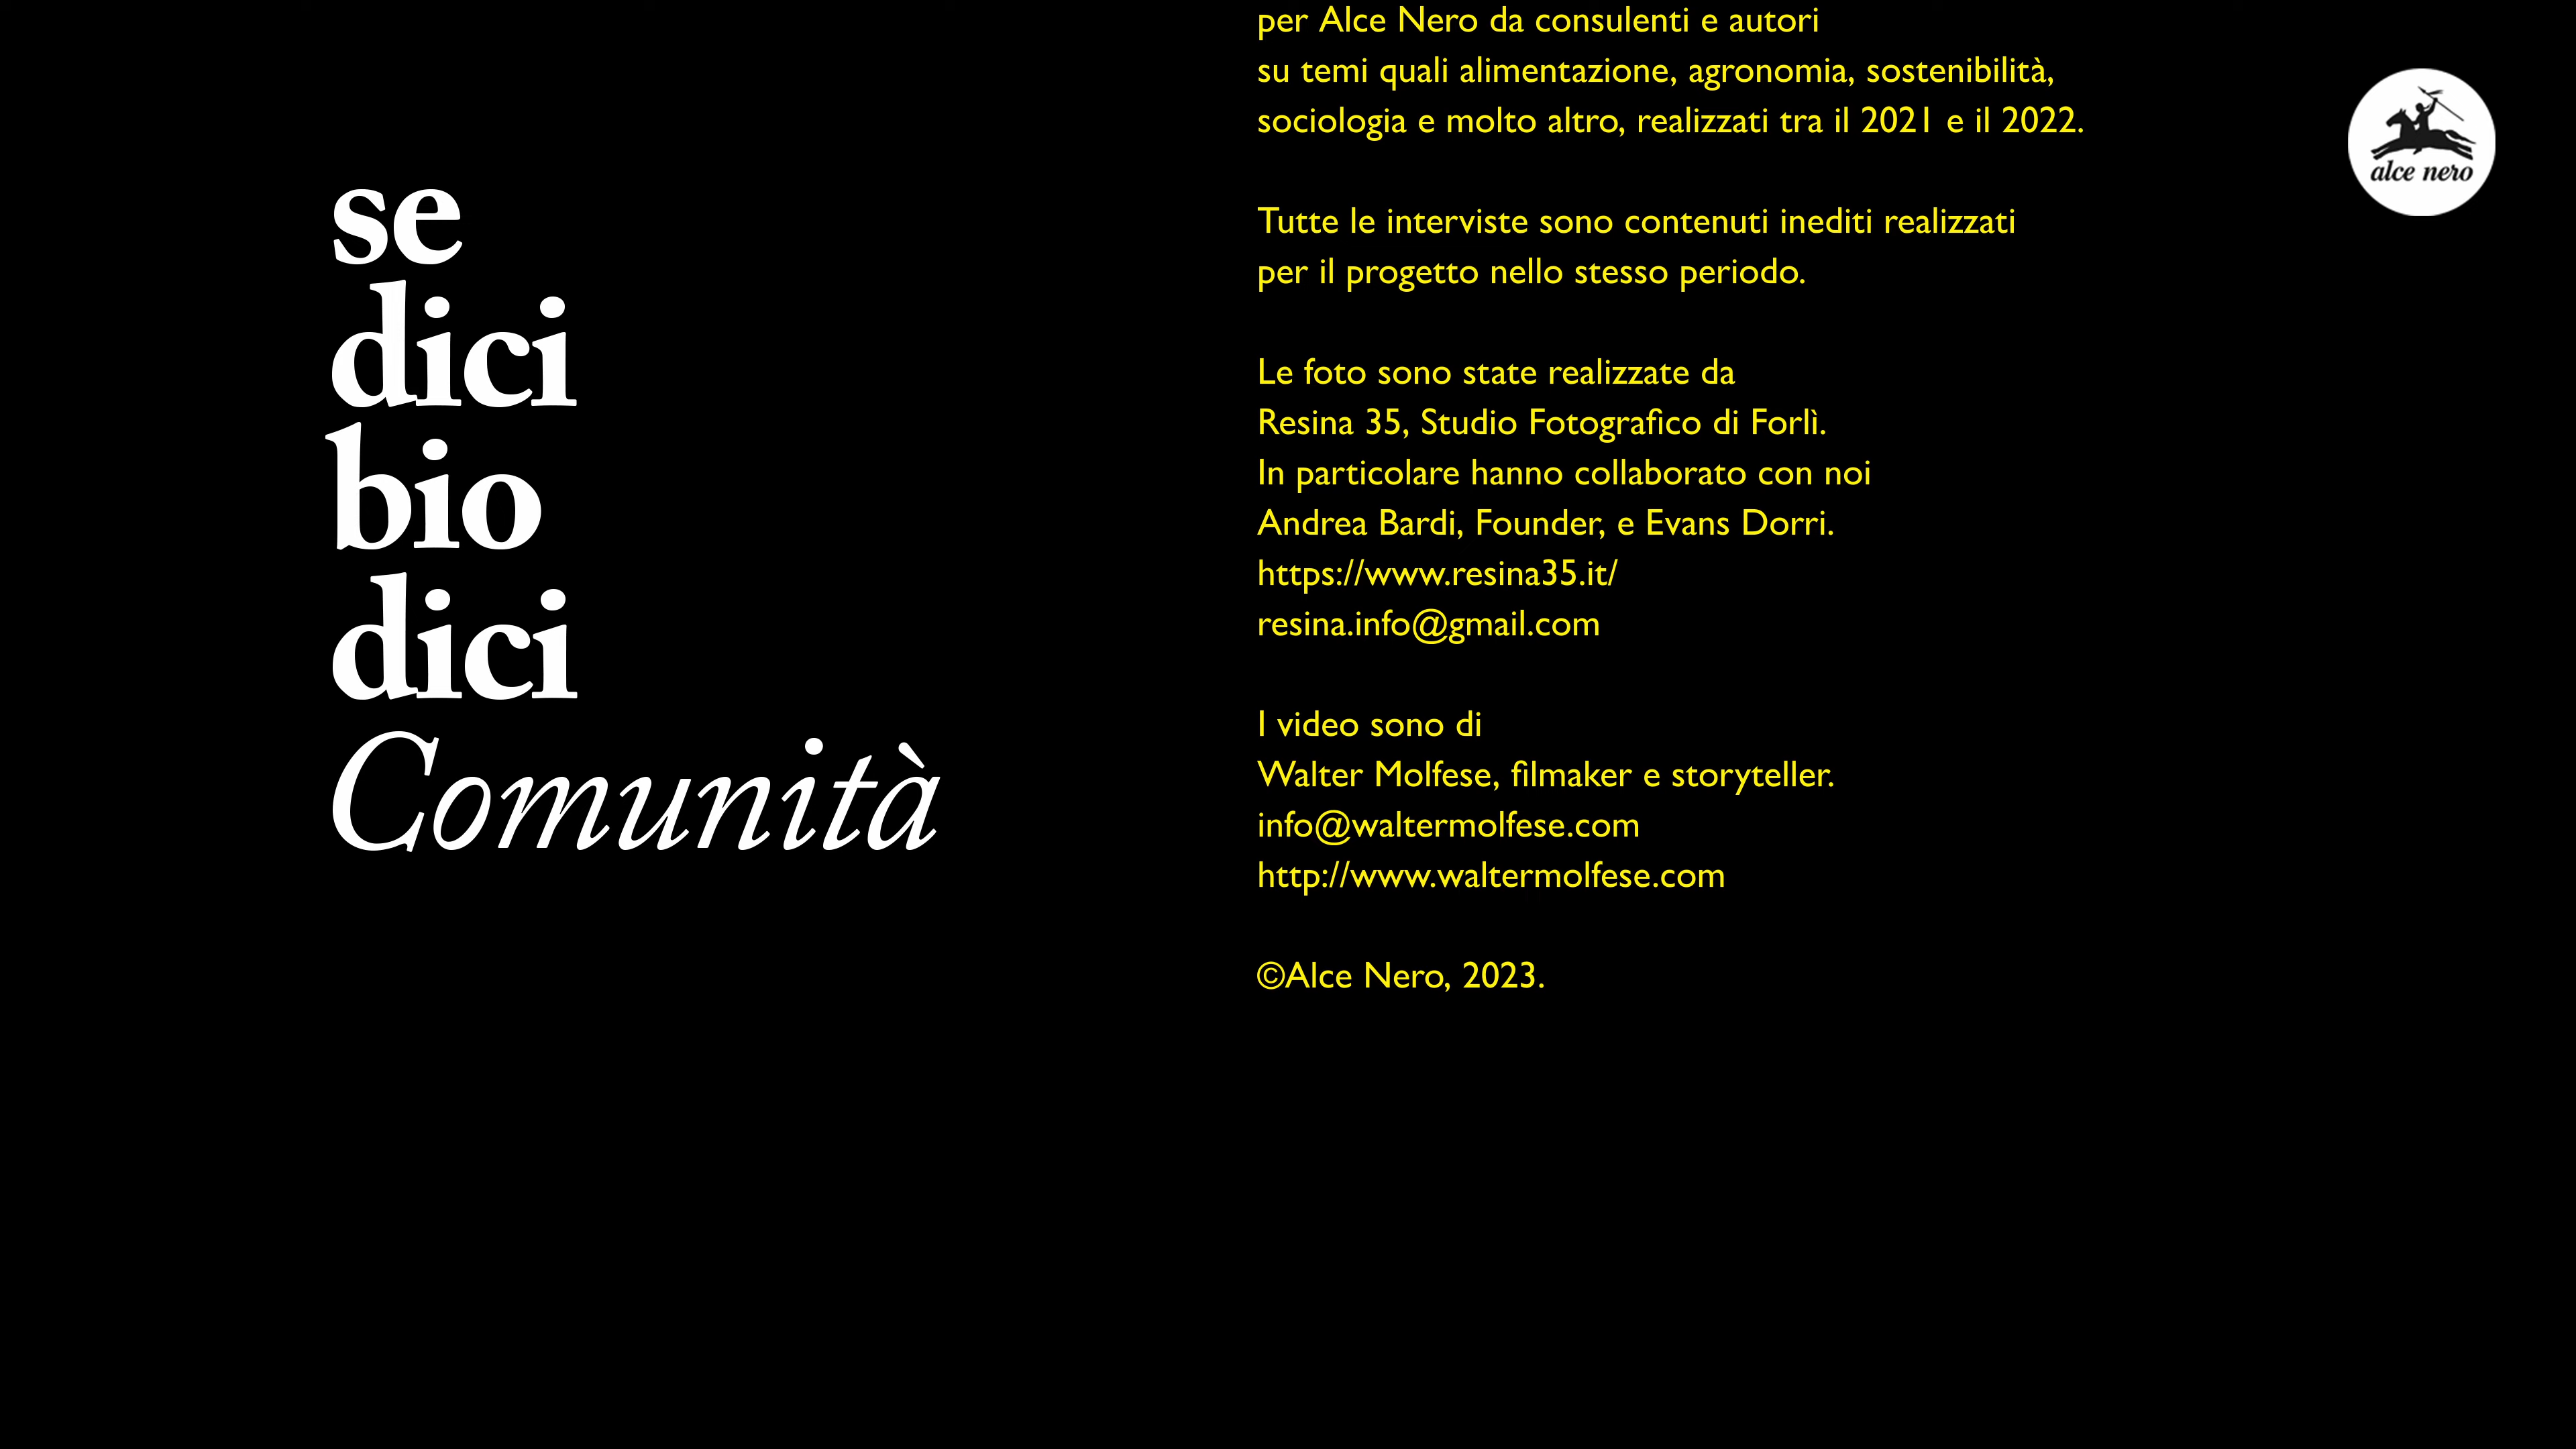 se
dici
bio
dici
Comunità
per Alce Nero da consulenti e autori
su temi quali alimentazione, agronomia, sostenibilità,
sociologia e molto altro, realizzati tra il 2021 e il 2022.
Tutte le interviste sono contenuti inediti realizzati
per il progetto nello stesso periodo.
Le foto sono state realizzate da
Resina 35, Studio Fotografico di Forlì.
In particolare hanno collaborato con noi
Andrea Bardi, Founder, e Evans Dorri.
https://www.resina35.it/
resina.info@gmail.com
I video sono di
Walter Molfese, filmaker e storyteller.
info@waltermolfese.com
http://www.waltermolfese.com
©Alce Nero, 2023.
alce nero